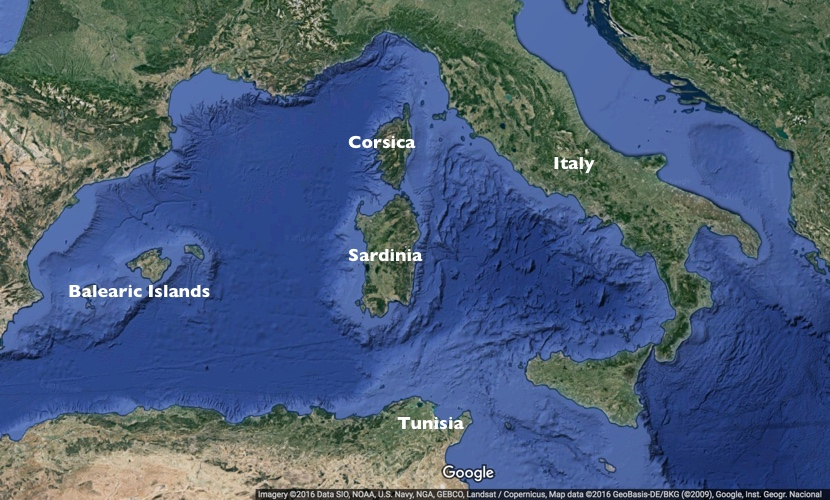 Corsica
Italy
Sardinia
Balearic Islands
Tunisia
Google
Imagery ©2016 Data SIO, NOAA, U.S. Navy, NGA, GEBCO, Landsat / Copernicus, Map data ©2016 GeoBasis-DE/BKG (©2009), Google, Inst. Geogr. Nacional